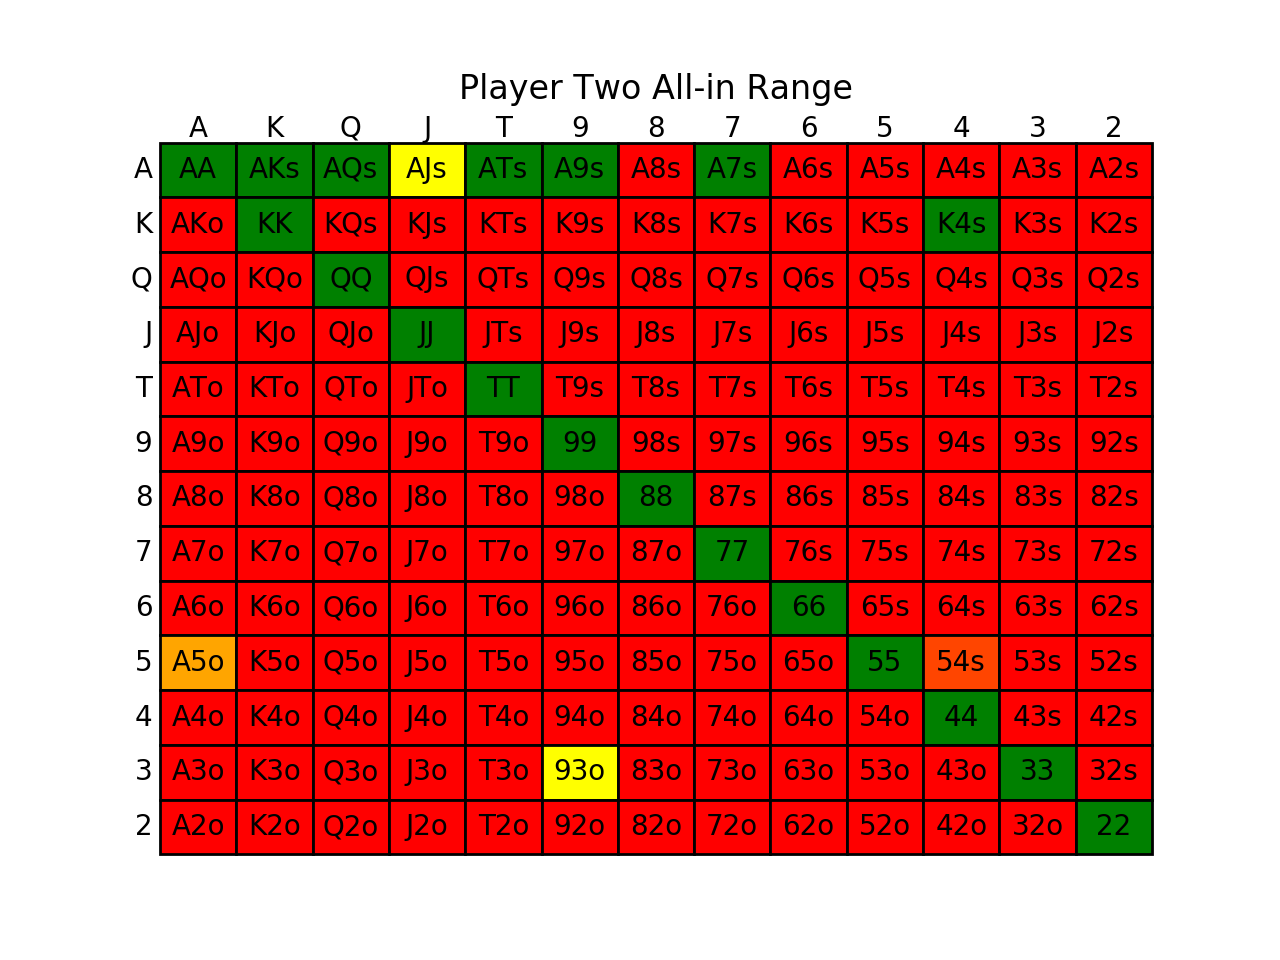 Player Two All-in Range
A K Q J T 9 8 7 6 5 4 3 2
A AA AKs AQs AJs ATs A9s A8s A7s A6s A5s A4s A3s A2s
K AKo KK KQs KJs KTs K9s K8s K7s K6s K5s K4s K3s K2s
Q AQo KQo QQ QJs QTs Q9s Q8s Q7s Q6s Q5s Q4s Q3s Q2s
J AJo KJo QJo JJ JTs J9s J8s J7s J6s J5s J4s J3s J2s
T ATo KTo QTo JTo TT T9s T8s T7s T6s T5s T4s T3s T2s
9 A9o K9o Q9o J9o T9o 99 98s 97s 96s 95s 94s 93s 92s
8 A8o K8o Q8o J8o T8o 98o 88 87s 86s 85s 84s 83s 82s
7 A7o K7o Q7o J7o T7o 97o 87o 77 76s 75s 74s 73s 72s
6 A6o K6o Q6o J6o T6o 96o 86o 76o 66 65s 64s 63s 62s
5 A5o K5o Q5o J5o T5o 95o 85o 75o 65o 55 54s 53s 52s
4 A4o K4o Q4o J4o T4o 94o 84o 74o 64o 54o 44 43s 42s
3 A3o K3o Q3o J3o T3o 93o 83o 73o 63o 53o 43o 33 32s
2 A2o K2o Q2o J2o T2o 92o 82o 72o 62o 52o 42o 32o 22